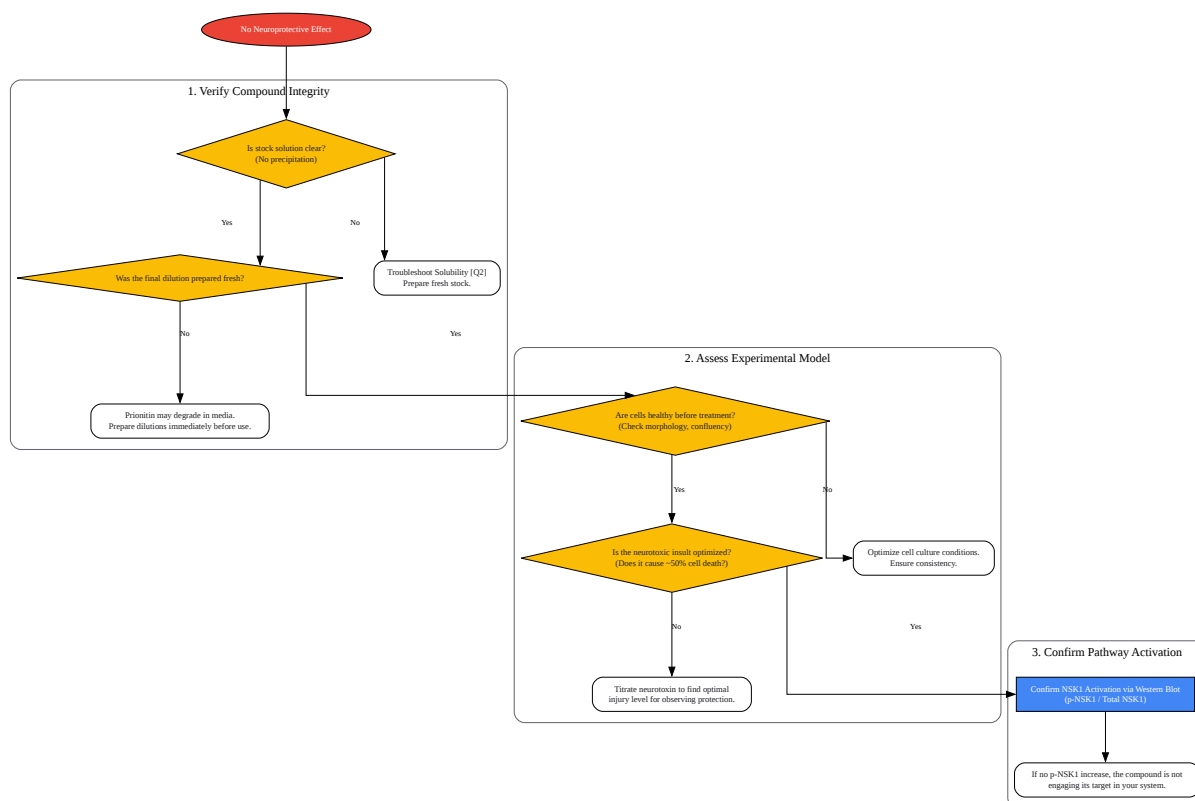 No Neuroprotective Effect
1. Verify Compound Integrity
Is stock solution clear?
(No precipitation)
Yes
No
Was the final dilution prepared fresh?
Troubleshoot Solubility [Q2]
Prepare fresh stock.
No
Yes
Prionitin may degrade in media.
Prepare dilutions immediately before use.
2. Assess Experimental Model
Are cells healthy before treatment?
(Check morphology, confluency)
Yes
No
Is the neurotoxic insult optimized?
(Does it cause ~50% cell death?)
Optimize cell culture conditions.
Ensure consistency.
No
Yes
Titrate neurotoxin to find optimal
injury level for observing protection.
3. Confirm Pathway Activation
Confirm NSK1 Activation via Western Blot
(p-NSK1 / Total NSK1)
If no p-NSK1 increase, the compound is not
engaging its target in your system.